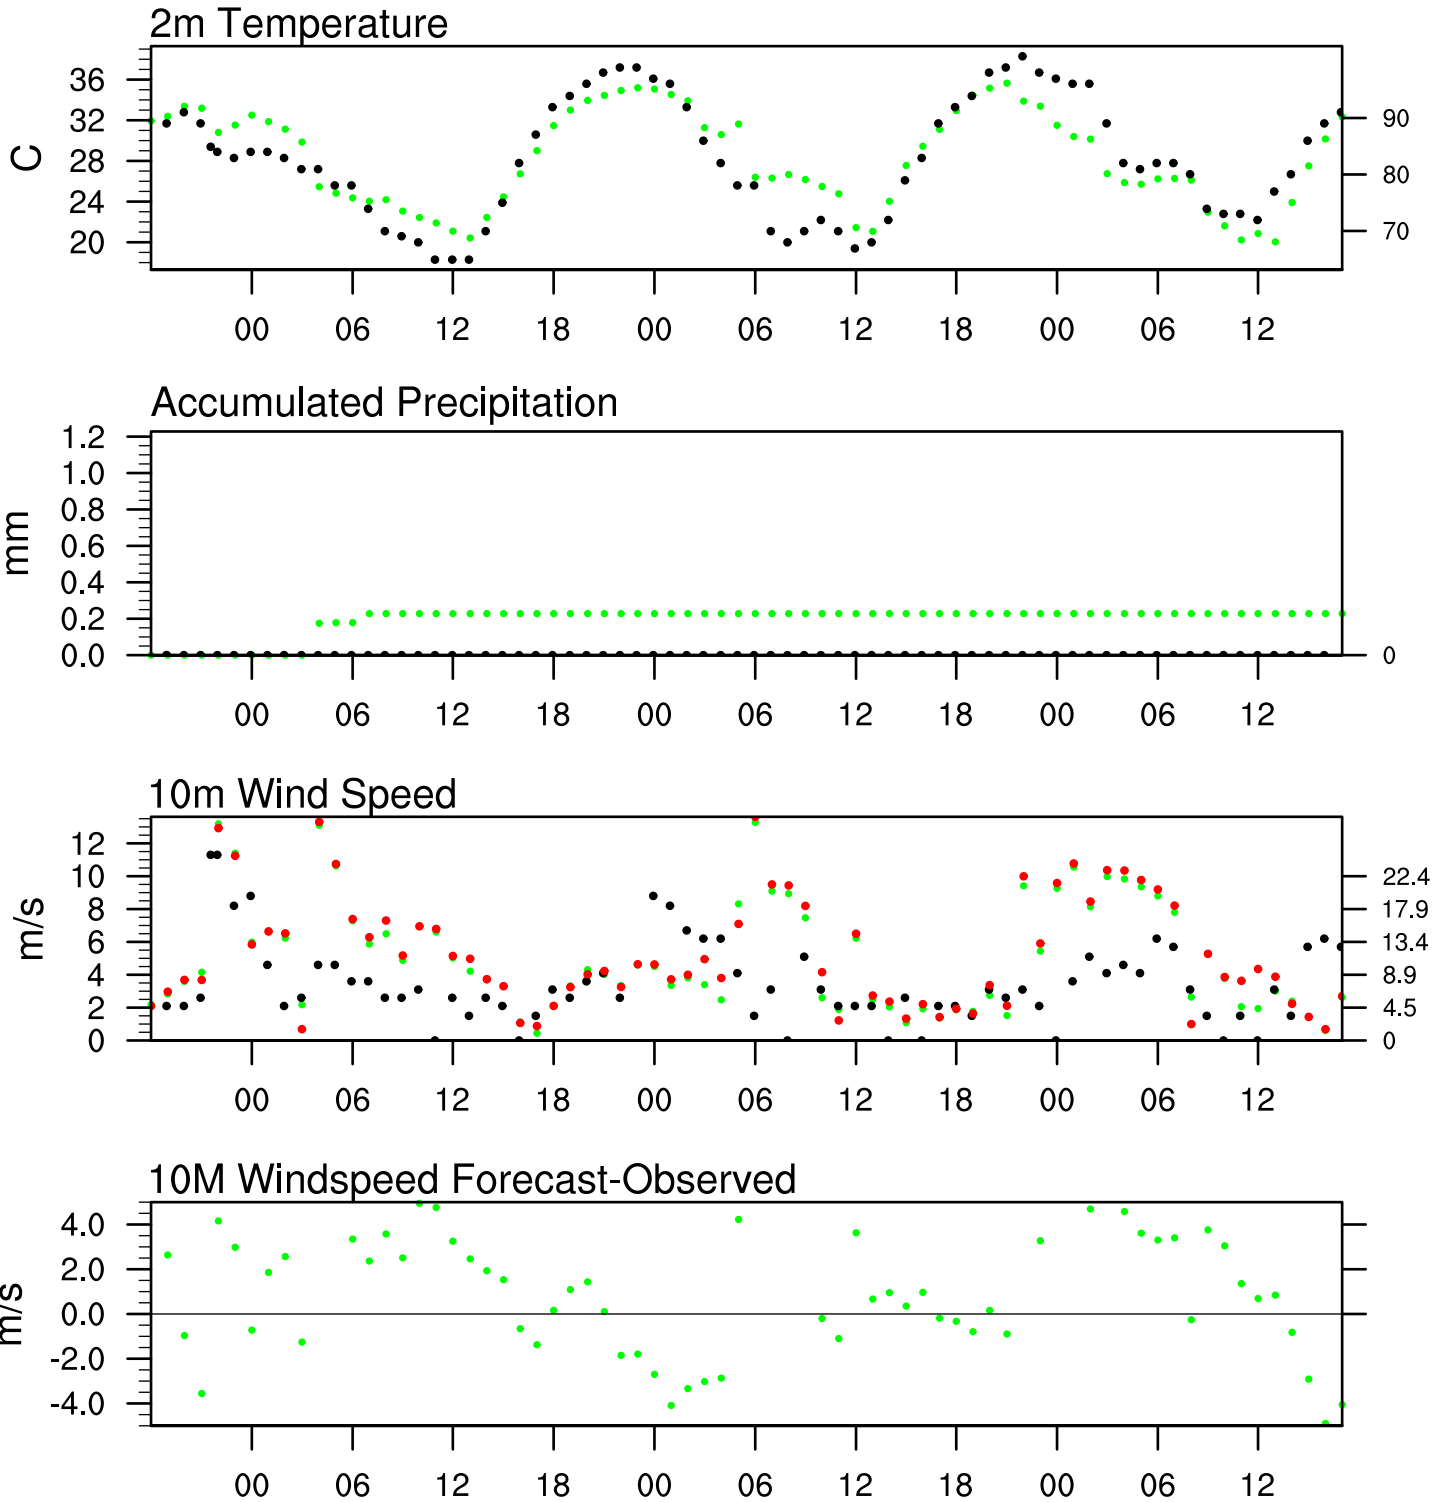 2m Temperature
36
32
28
24
20
C
90
80
70
00 06 12 18 00 06 12 18 00 06 12
Accumulated Precipitation
1.2
1.0
0.8
0.6
0.4
0.2
0.0
mm
0
00 06 12 18 00 06 12 18 00 06 12
10m Wind Speed
12
10
8
6
4
2
0
m/s
22.4
17.9
13.4
8.9
4.5
0
00 06 12 18 00 06 12 18 00 06 12
10M Windspeed Forecast-Observed
4.0
2.0
0.0
-2.0
-4.0
m/s
00 06 12 18 00 06 12 18 00 06 12